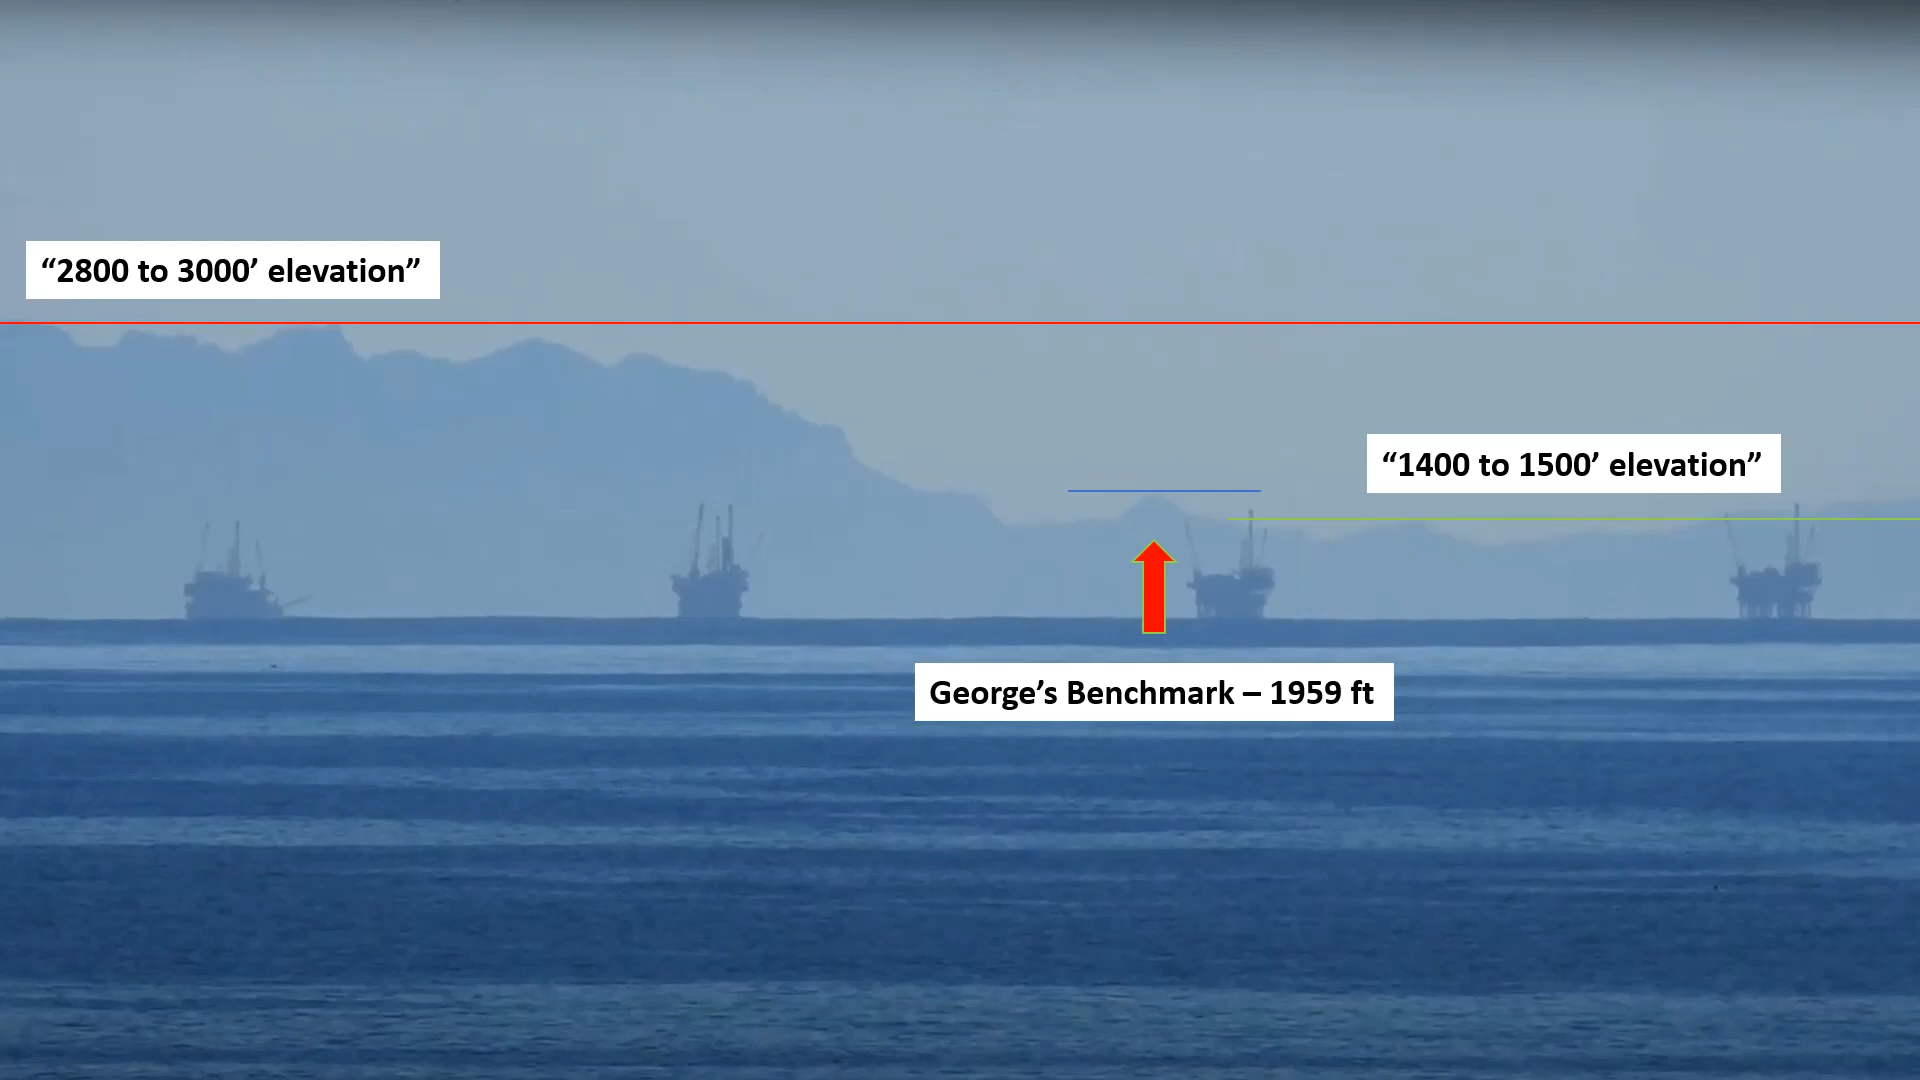 “2800 to 3000’ elevation”
“1400 to 1500’ elevation”
George’s Benchmark – 1959 ft